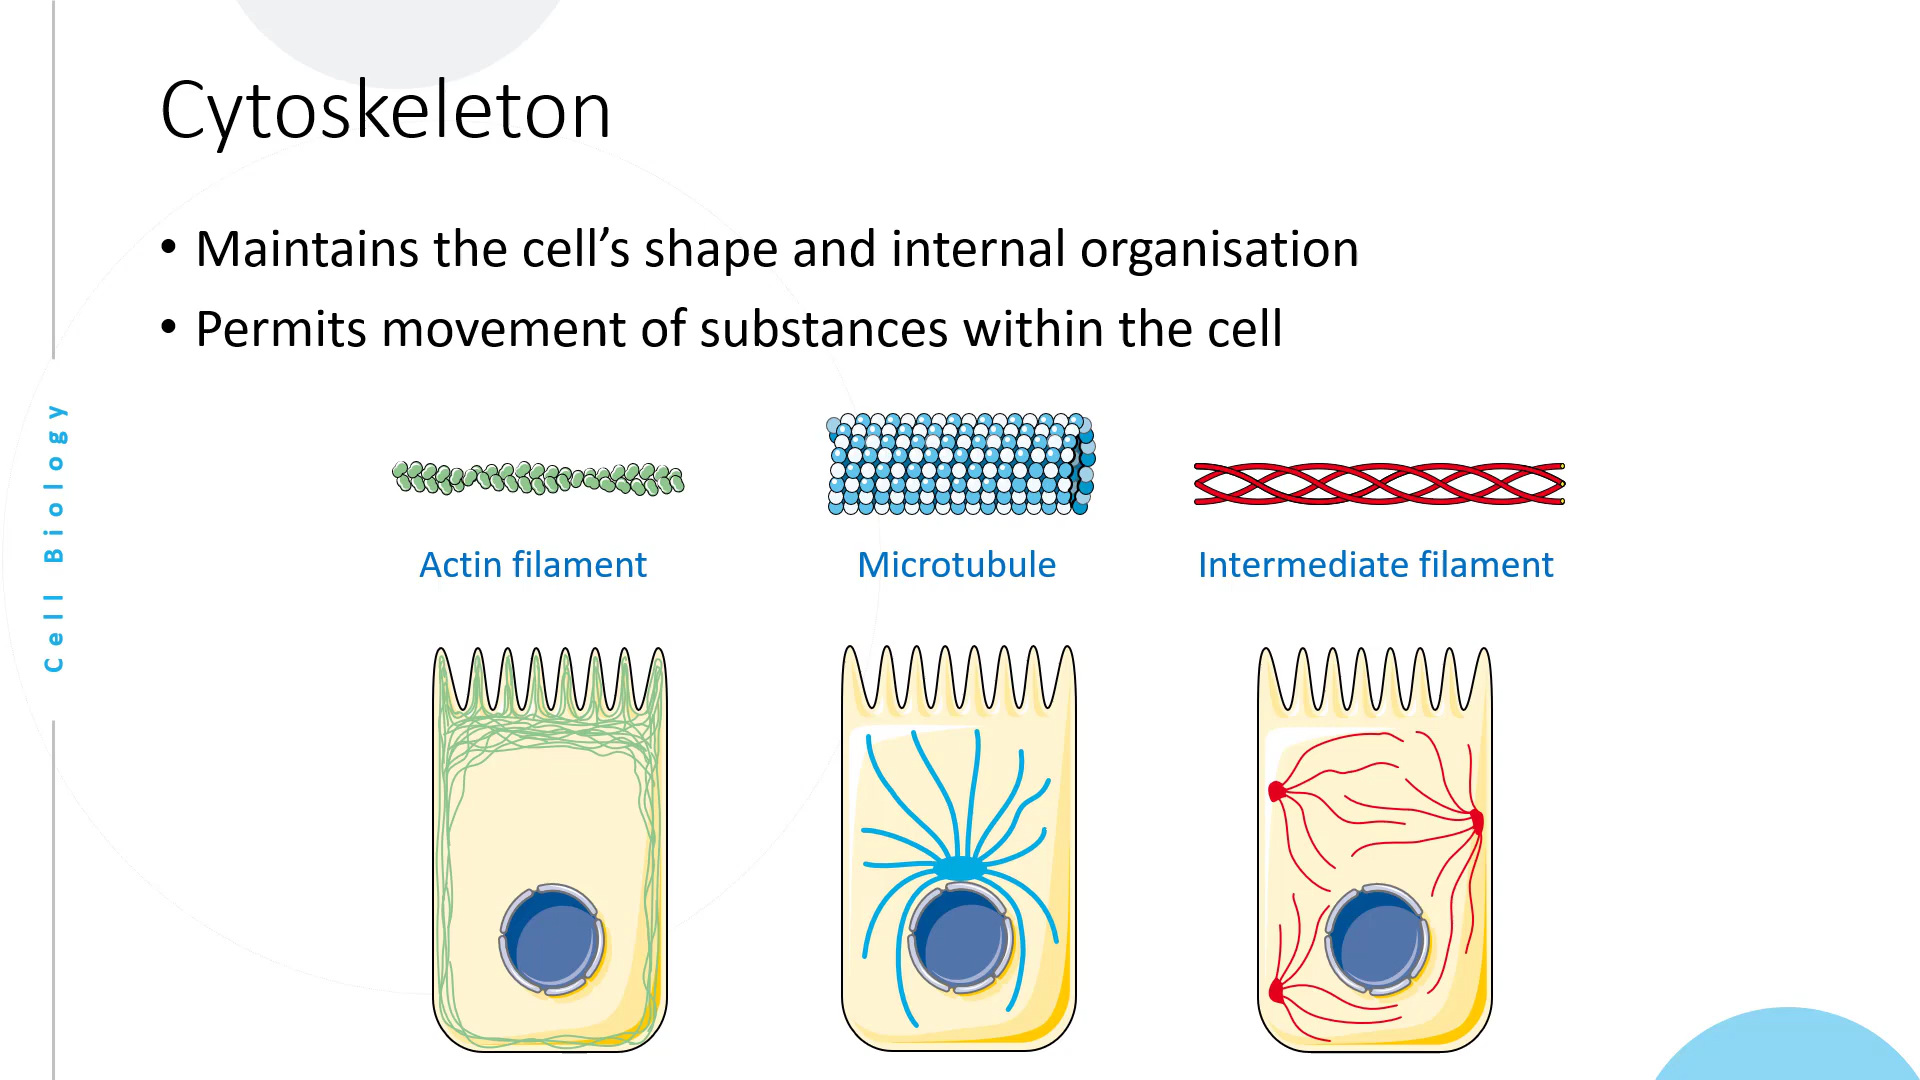 Cytoskeleton
• Maintains the cell’s shape and internal organisation
• Permits movement of substances within the cell
Cell Biology
Actin filament
Microtubule
Intermediate filament